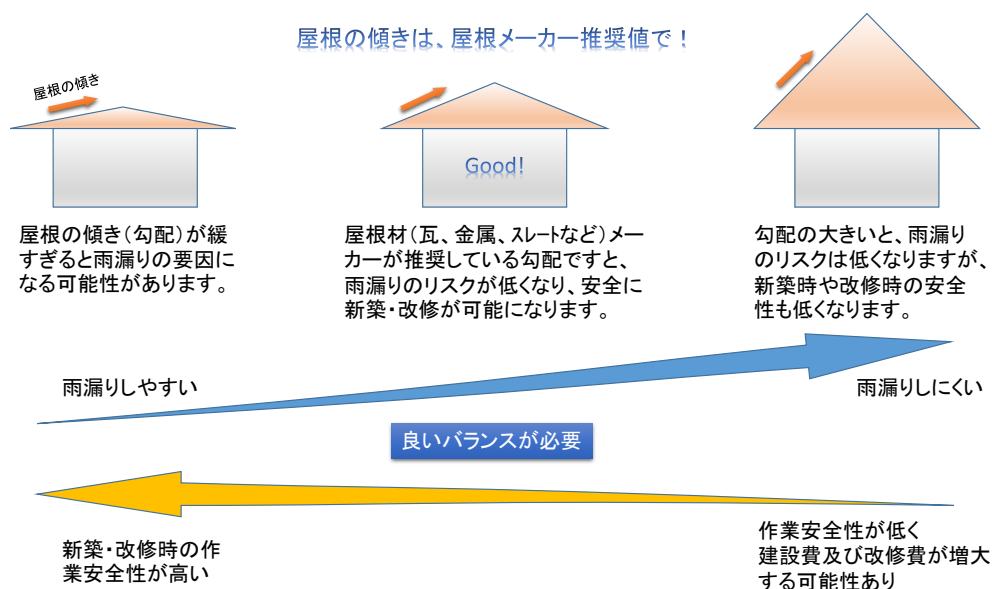 屋根の傾きは、屋根メーカー推奨値で！
屋根の傾き
Good!
屋根の傾き（勾配）が緩
すぎると雨漏りの要因に
なる可能性があります。
屋根材（瓦、金属、ｽﾚｰﾄなど）メー
カーが推奨している勾配ですと、
雨漏りのリスクが低くなり、安全に
新築・改修が可能になります。
勾配の大きいと、雨漏り
のリスクは低くなりますが、
新築時や改修時の安全
性も低くなります。
雨漏りしやすい
雨漏りしにくい
良いバランスが必要
新築・改修時の作
業安全性が高い
作業安全性が低く
建設費及び改修費が増大
する可能性あり